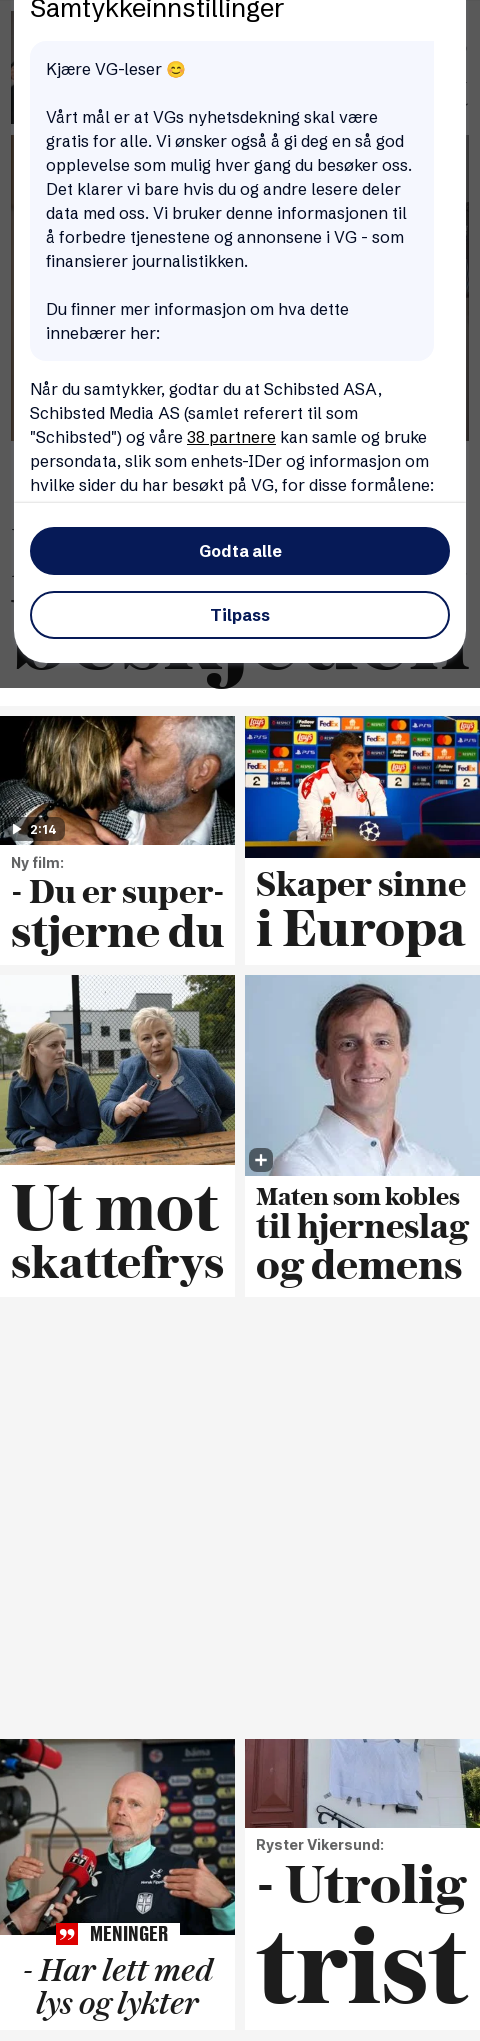 Samtykkeinnstillinger
Kjære VG-leser 😊
Vårt mål er at VGs nyhetsdekning skal være
gratis for alle. Vi ønsker også å gi deg en så god
opplevelse som mulig hver gang du besøker oss.
Det klarer vi bare hvis du og andre lesere deler
data med oss. Vi bruker denne informasjonen til
å forbedre tjenestene og annonsene i VG - som
finansierer journalistikken.
Du finner mer informasjon om hva dette
innebærer her:
Når du samtykker, godtar du at Schibsted ASA,
Schibsted Media AS (samlet referert til som
"Schibsted") og våre 38 partnere kan samle og bruke
persondata, slik som enhets-IDer og informasjon om
hvilke sider du har besøkt på VG, for disse formålene:
Godta alle
Tilpass
beskjeden
2:14
Ny film:
- Du er super-
stjerne du
Skaper sinne
i Europa
Ut mot
skattefrys
Maten som kobles
til hjerneslag
og demens
MENINGER
- Har lett med
lys og lykter
Ryster Vikersund:
- Utrolig
trist